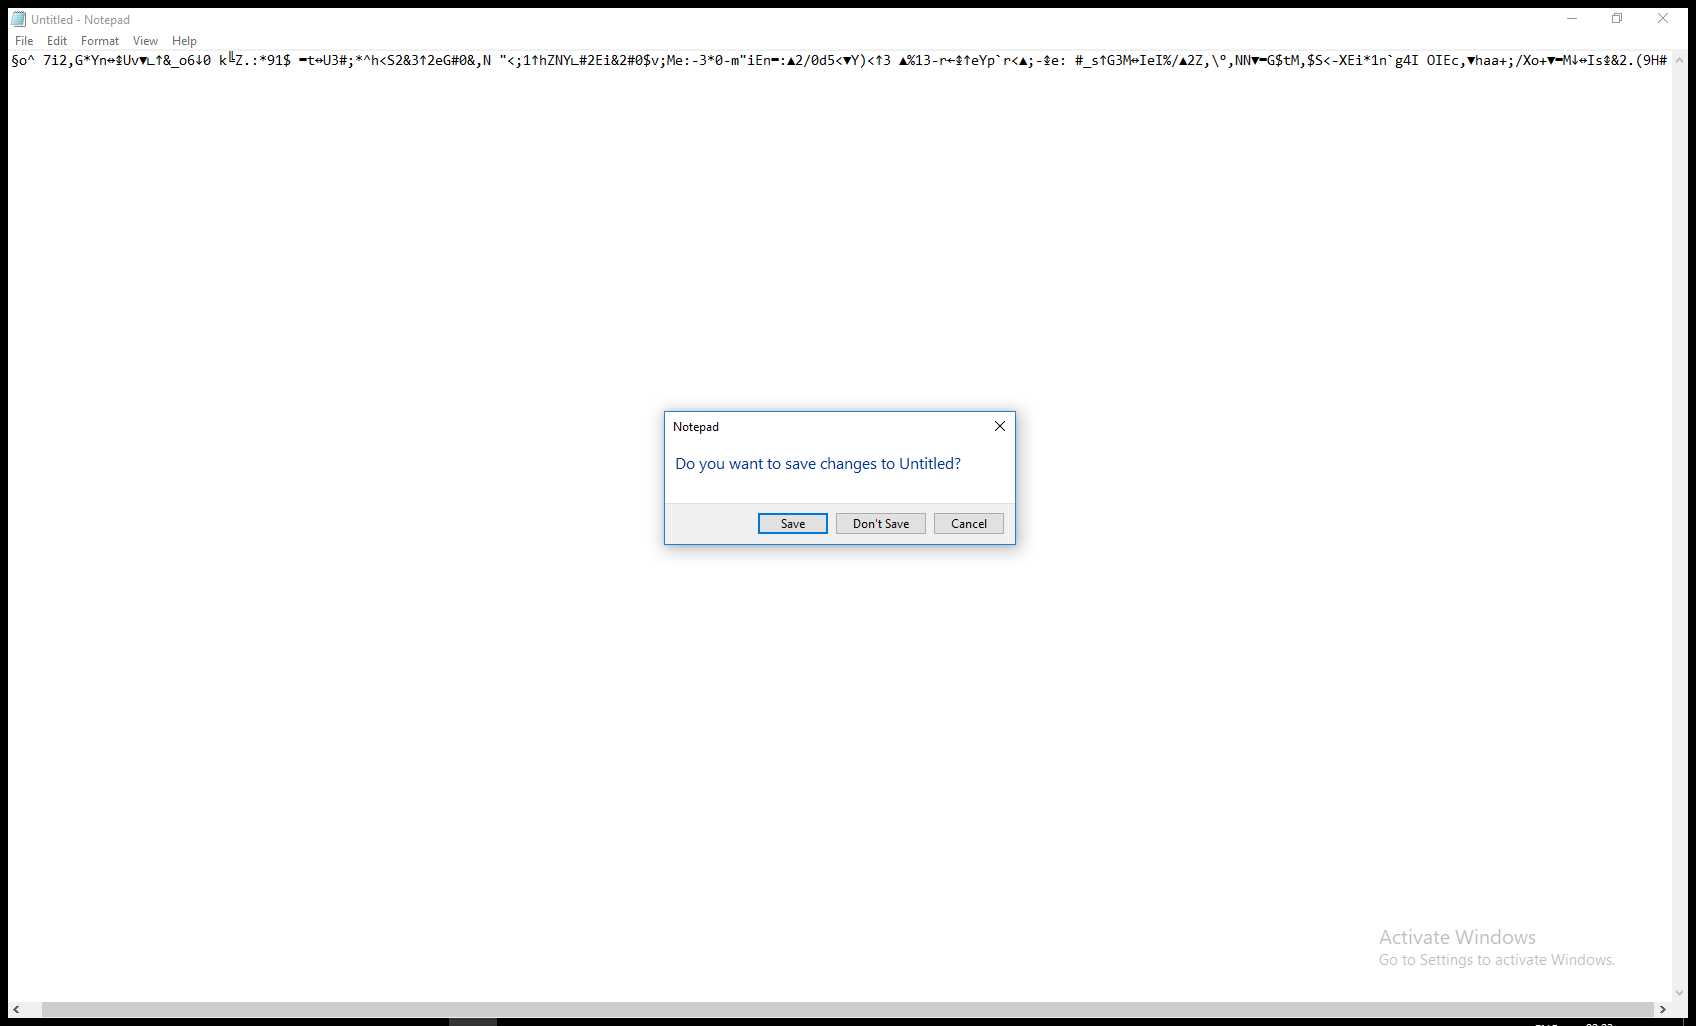 Untitled - Notepad
File Edit Format View Help
§o^ 7i2,G*Yn↔↨Uv▼∟↑&_o6↓0 k╚Z.:*91$ ▬t↔U3#;*^h<S2&3↑2eG#0&,N "<;1↑hZNY∟#2Ei&2#0$v;Me:-3*0-m"iEn▬:▲2/0d5<▼Y)<↑3 ▲%13-r←↨↑eYp`r<▲;-↨e: #_s↑G3M↔IeI%/▲2Z,\°,NN▼▬G$tM,$S<-XEi*1n`g4I OIEc,▼haa+;/Xo+▼▬M↓↔Is↨&2.(9H#
Notepad
Do you want to save changes to Untitled?
Save Don't Save Cancel
Activate Windows
Go to Settings to activate Windows.